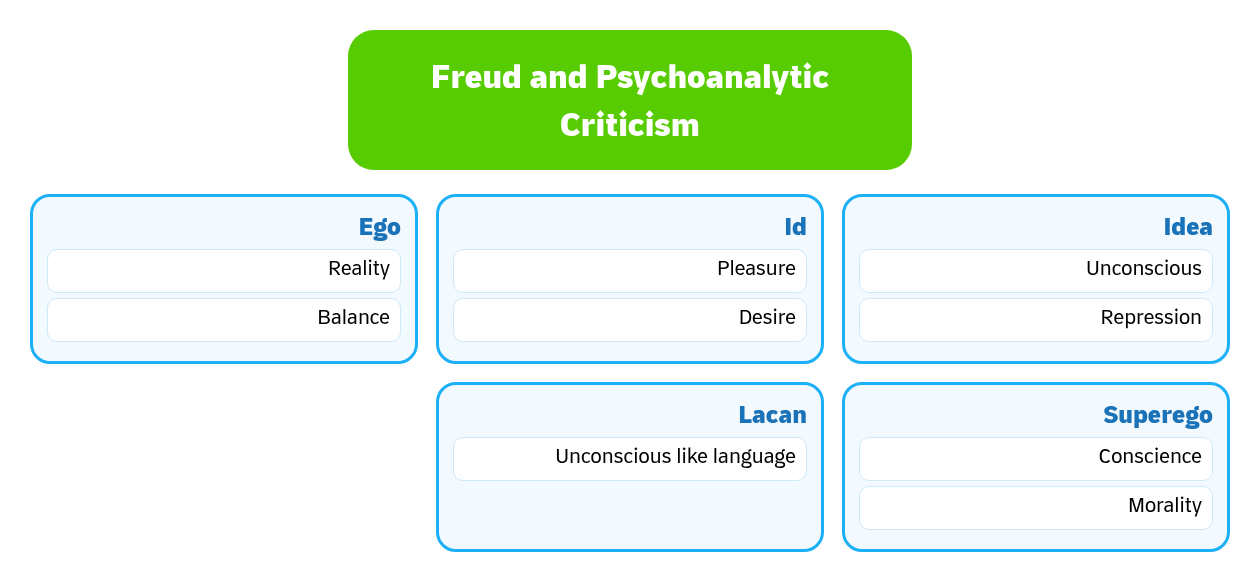 Freud and Psychoanalytic
Criticism
Idea
Unconscious
Repression
Id
Pleasure
Desire
Ego
Reality
Balance
Superego
Conscience
Morality
Lacan
Unconscious like language